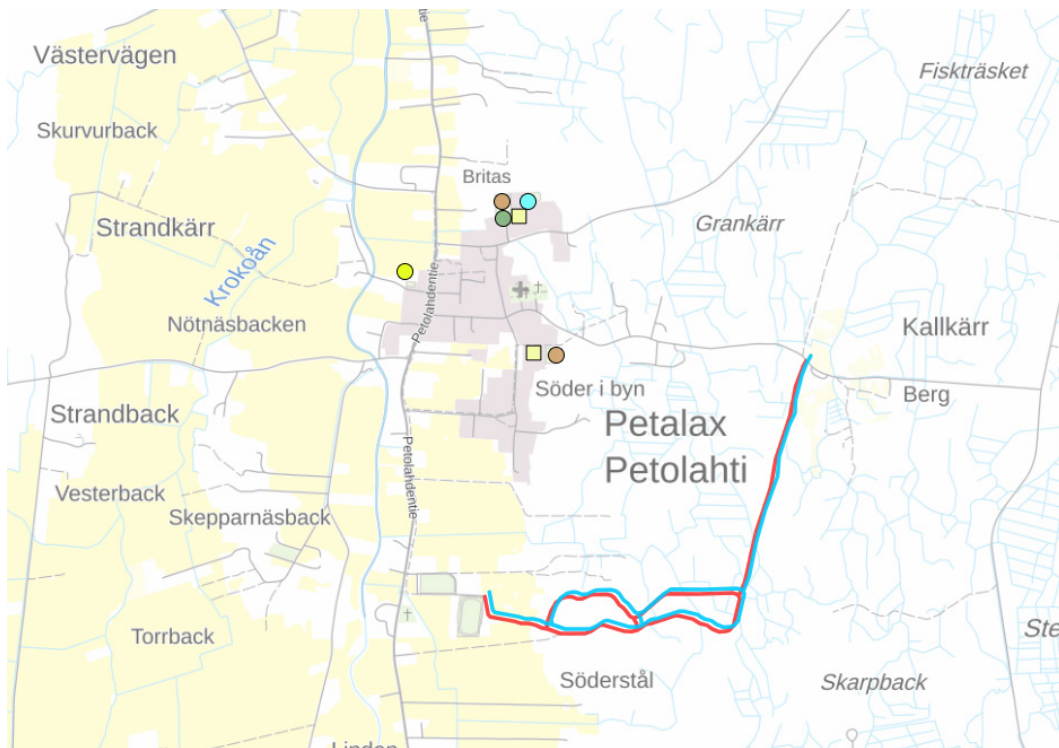 Västervägen
Fiskträsket
Skurvurback
Britas
Strandkärr
Grankärr
Krokoån
Petolahdentie
Nötnäsbacken
Kallkärr
Söder i byn
Berg
Strandback
Petalax
Petolahti
Petolahdentie
Vesterback
Skepparnäsback
Torrback
Ste
Söderstål
Skarpback